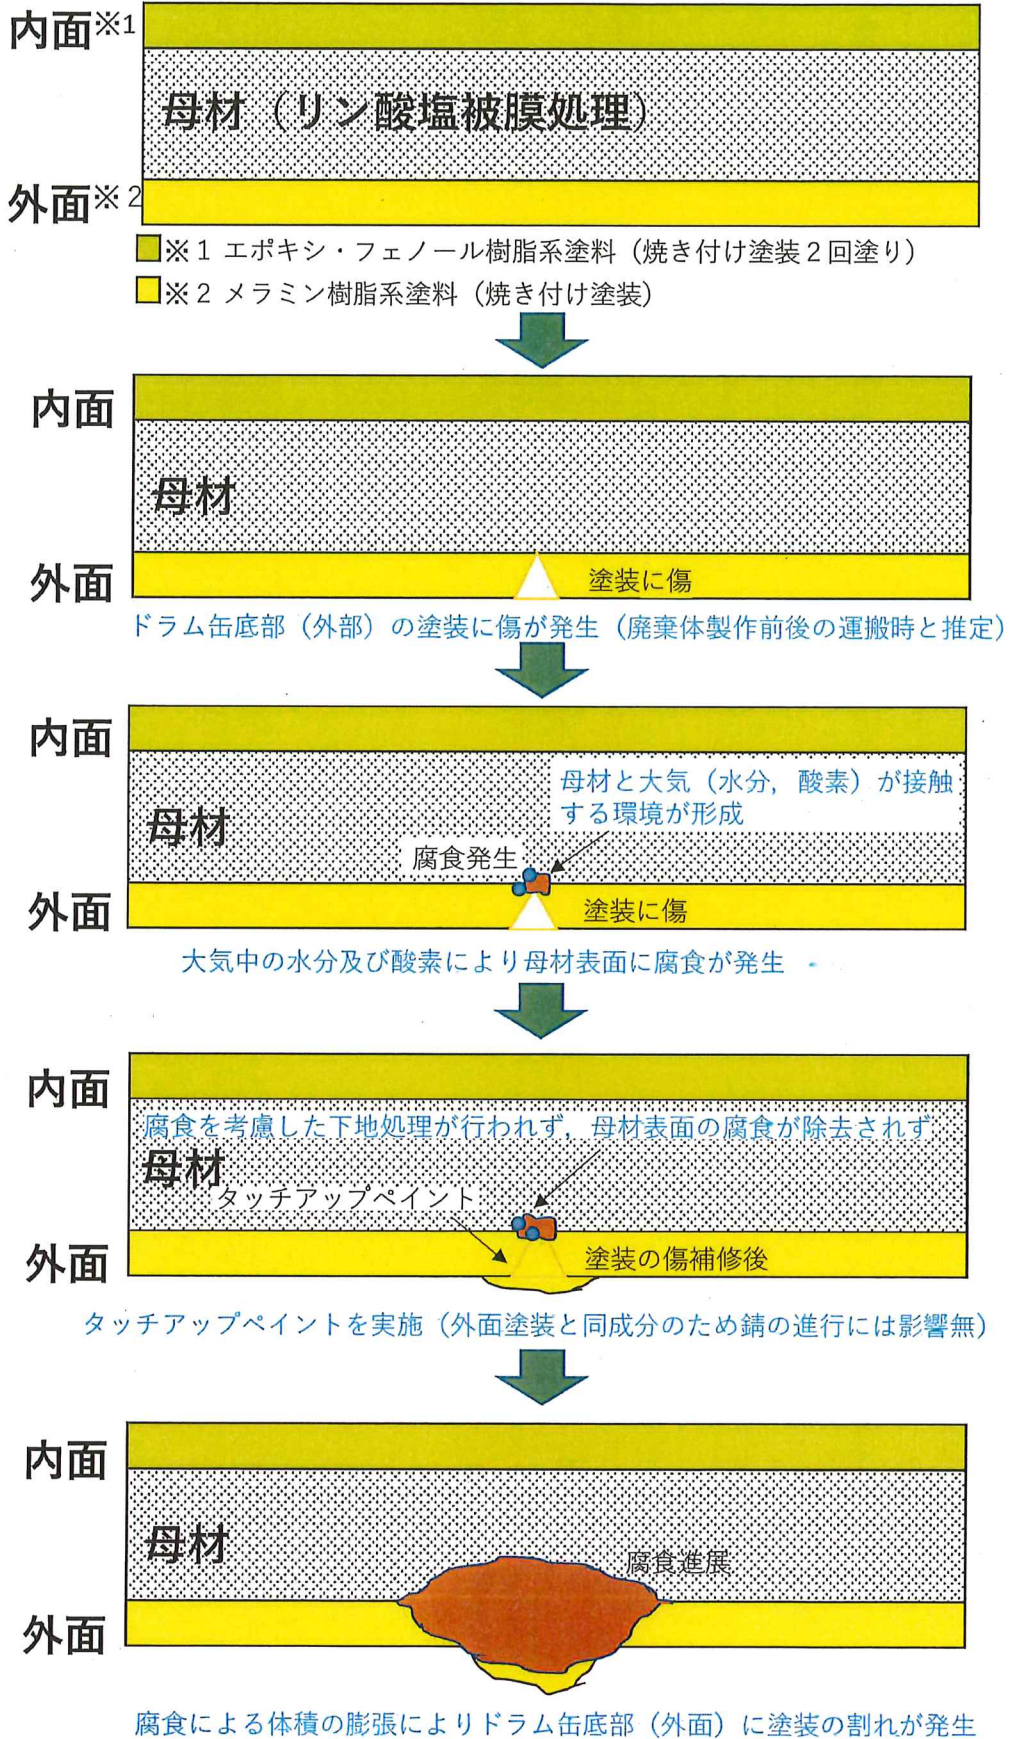 内面※1
母材（リン酸塩被膜処理）
外面※2
※1 エポキシ・フェノール樹脂系塗料（焼き付け塗装2回塗り）
※2 メラミン樹脂系塗料（焼き付け塗装）
内面
母材
外面
塗装に傷
ドラム缶底部（外部）の塗装に傷が発生（廃棄体製作前後の運搬時と推定）
内面
母材と大気（水分，酸素）が接触
する環境が形成
母材
腐食発生
外面
塗装に傷
大気中の水分及び酸素により母材表面に腐食が発生
内面
腐食を考慮した下地処理が行われず，母材表面の腐食が除去されず
母材
タッチアップペイント
外面
塗装の傷補修後
タッチアップペイントを実施（外面塗装と同成分のため錆の進行には影響無）
内面
母材
腐食進展
外面
腐食による体積の膨張によりドラム缶底部（外面）に塗装の割れが発生